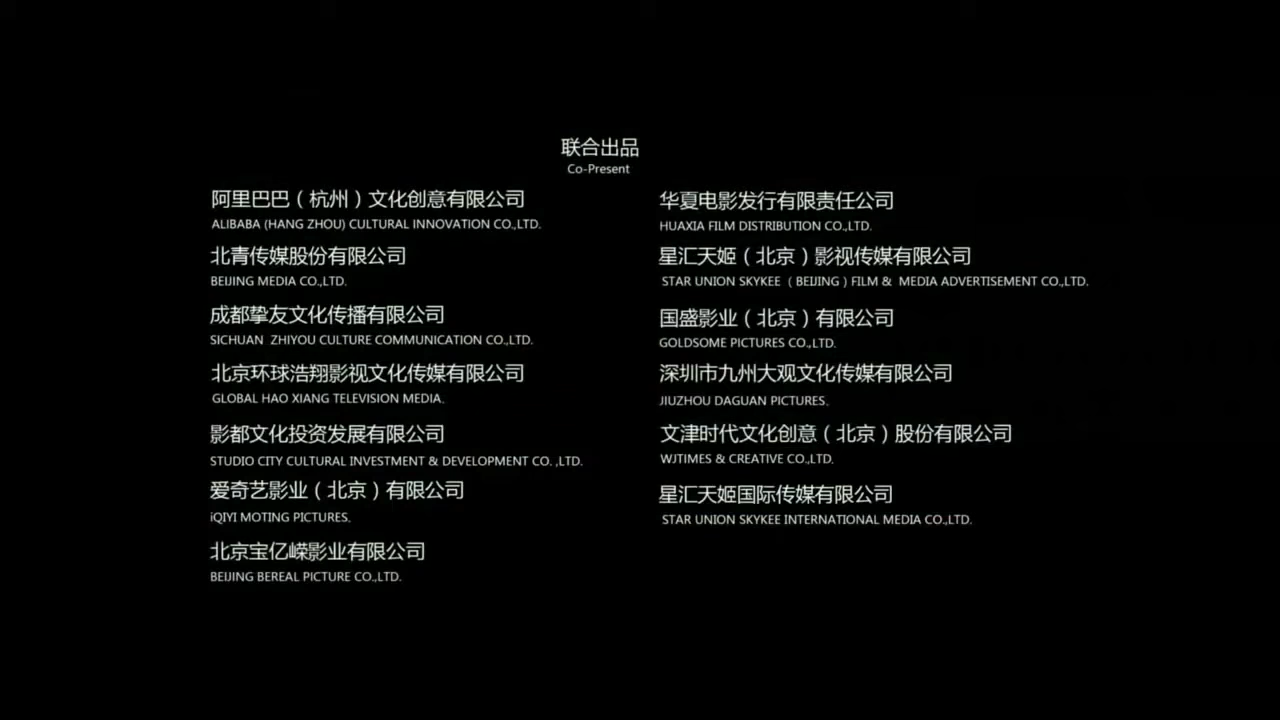 联合出品
Co-Present
阿里巴巴（杭州）文化创意有限公司
ALIBABA (HANG ZHOU) CULTURAL INNOVATION CO.,LTD.
北青传媒股份有限公司
BEIJING MEDIA CO.,LTD.
成都挚友文化传播有限公司
SICHUAN ZHIYOU CULTURE COMMUNICATION CO.,LTD.
北京环球浩翔影视文化传媒有限公司
GLOBAL HAO XIANG TELEVISION MEDIA.
影都文化投资发展有限公司
STUDIO CITY CULTURAL INVESTMENT & DEVELOPMENT CO. ,LTD.
爱奇艺影业（北京）有限公司
iQIYI MOTING PICTURES.
北京宝亿嵘影业有限公司
BEIJING BEREAL PICTURE CO.,LTD.
华夏电影发行有限责任公司
HUAXIA FILM DISTRIBUTION CO.,LTD.
星汇天姬（北京）影视传媒有限公司
STAR UNION SKYKEE （BEIJING）FILM & MEDIA ADVERTISEMENT CO.,LTD.
国盛影业（北京）有限公司
GOLDSOME PICTURES CO.,LTD.
深圳市九州大观文化传媒有限公司
JIUZHOU DAGUAN PICTURES.
文津时代文化创意（北京）股份有限公司
WJTIMES & CREATIVE CO.,LTD.
星汇天姬国际传媒有限公司
STAR UNION SKYKEE INTERNATIONAL MEDIA CO.,LTD.